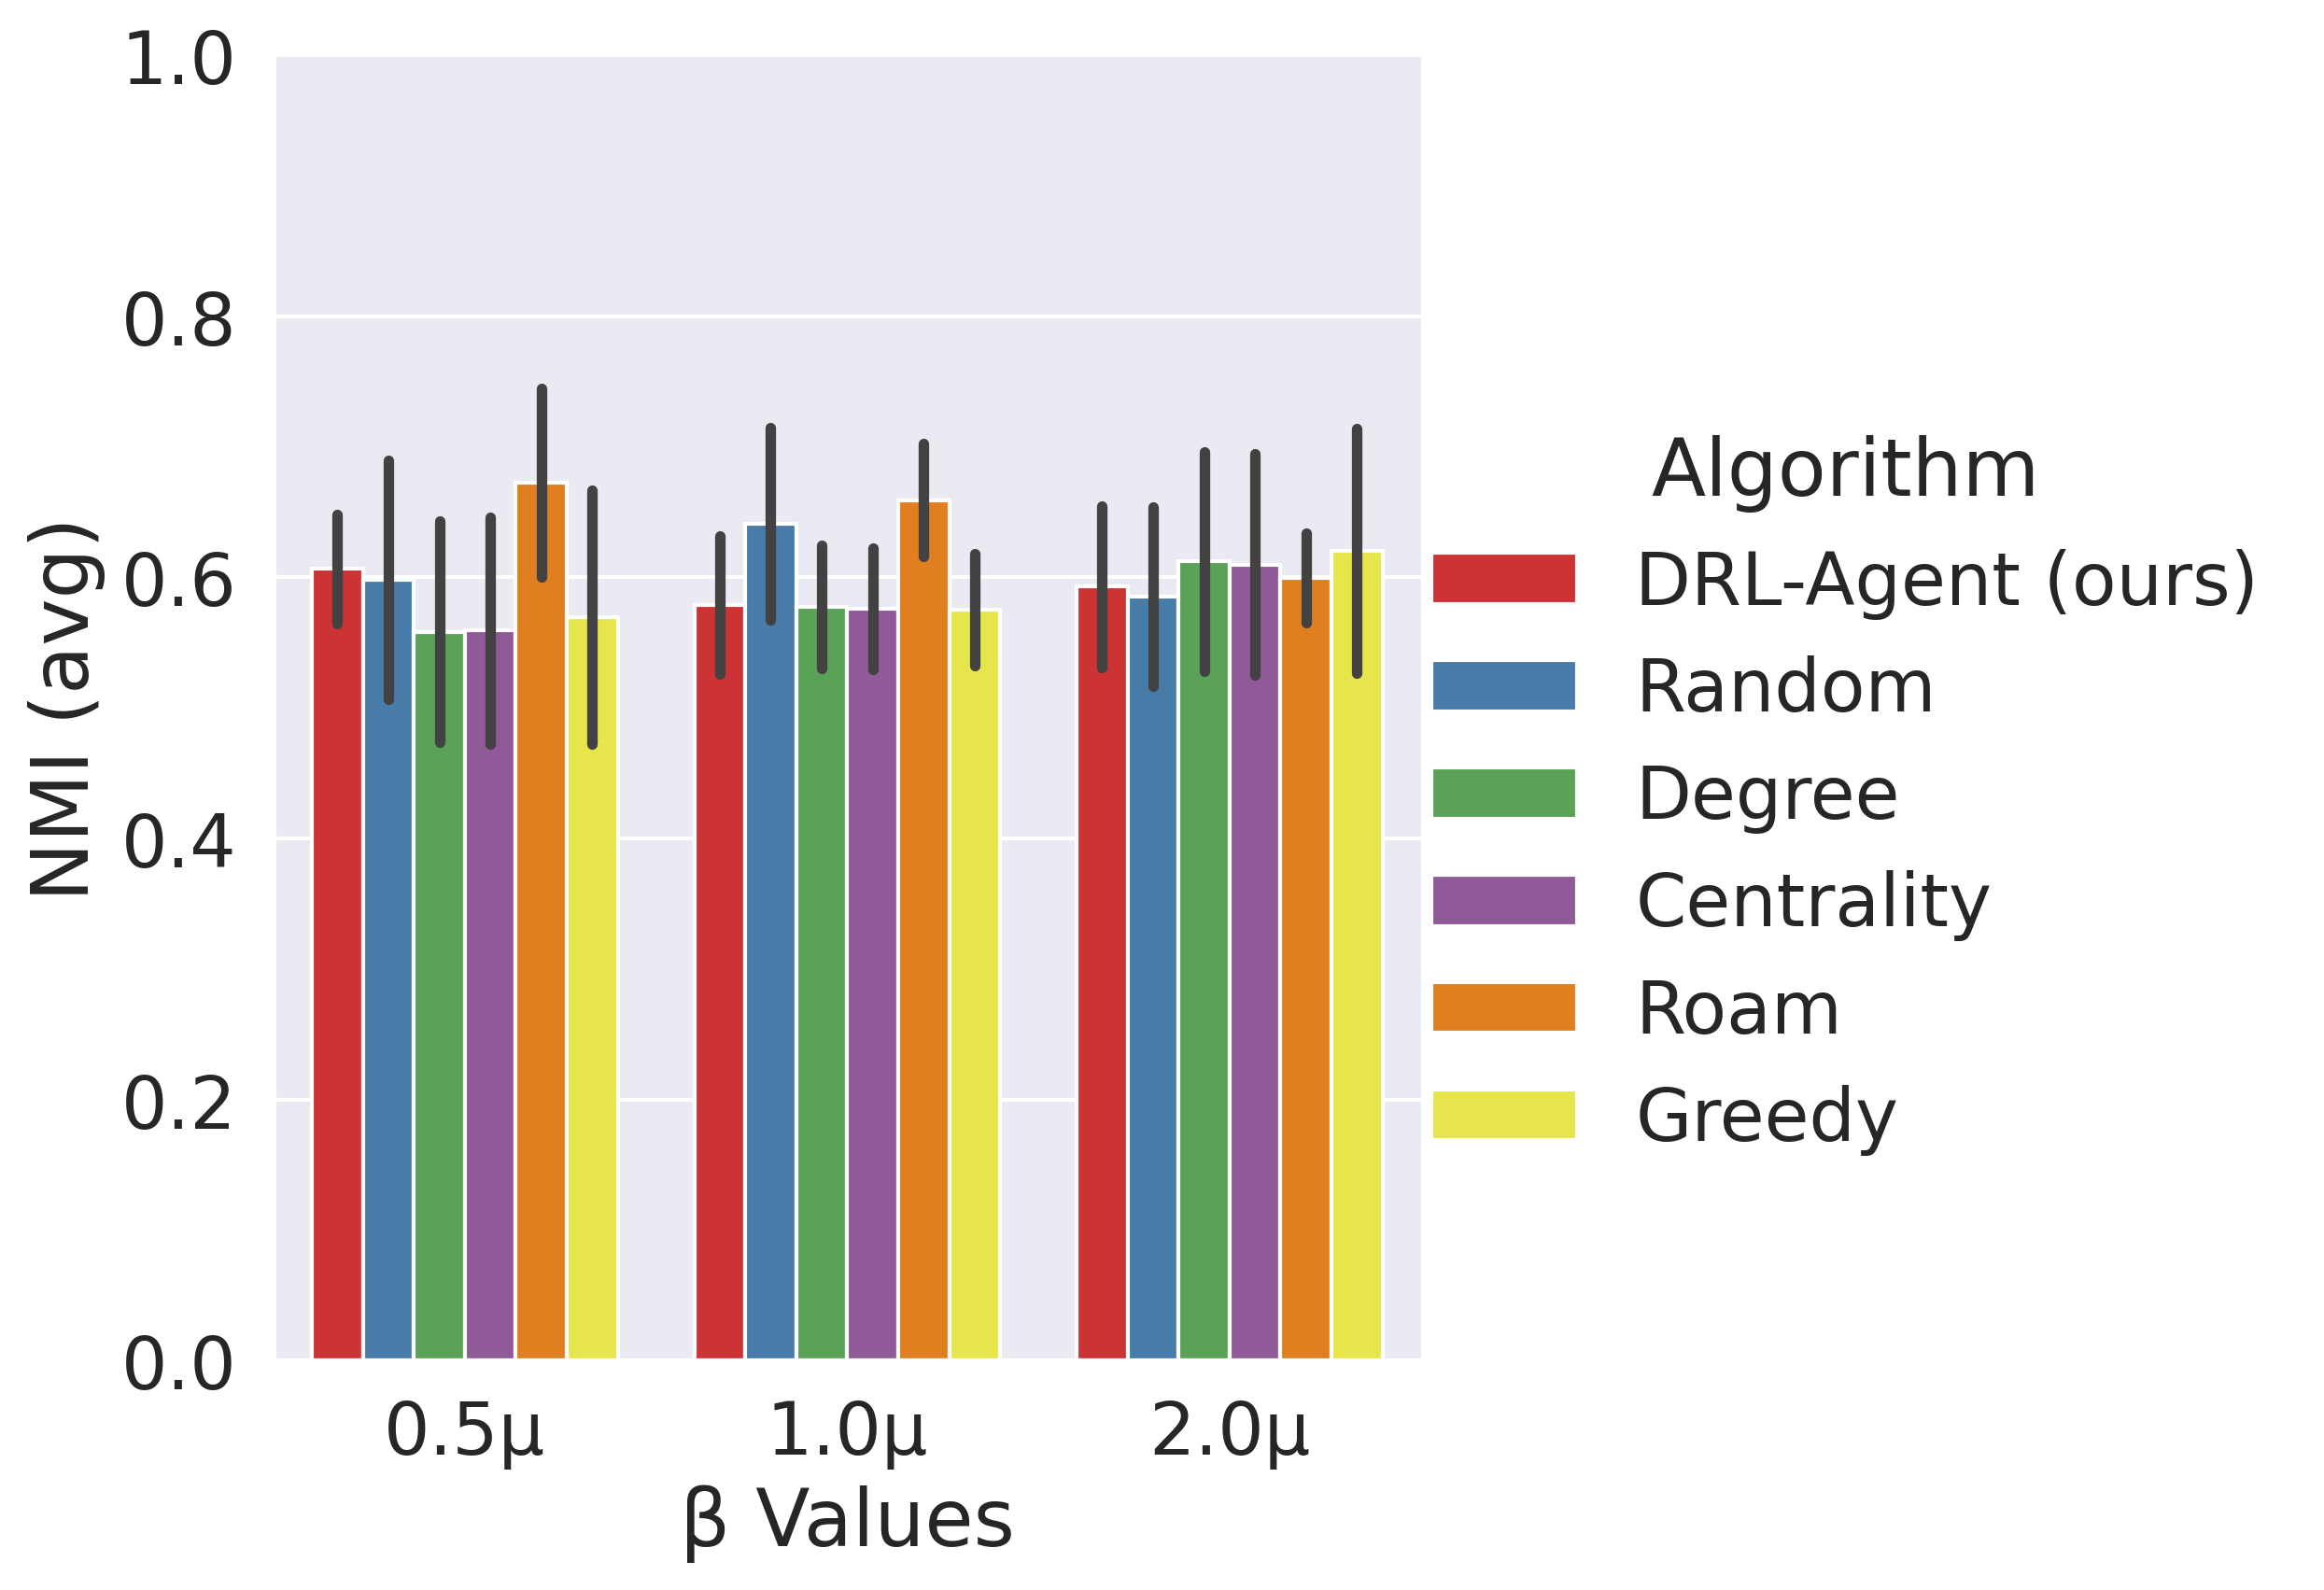 1.0
0.8
0.6
0.4
0.2
0.0
NMI (avg)
0.5μ
1.0μ
2.0μ
β Values
Algorithm
DRL-Agent (ours)
Random
Degree
Centrality
Roam
Greedy